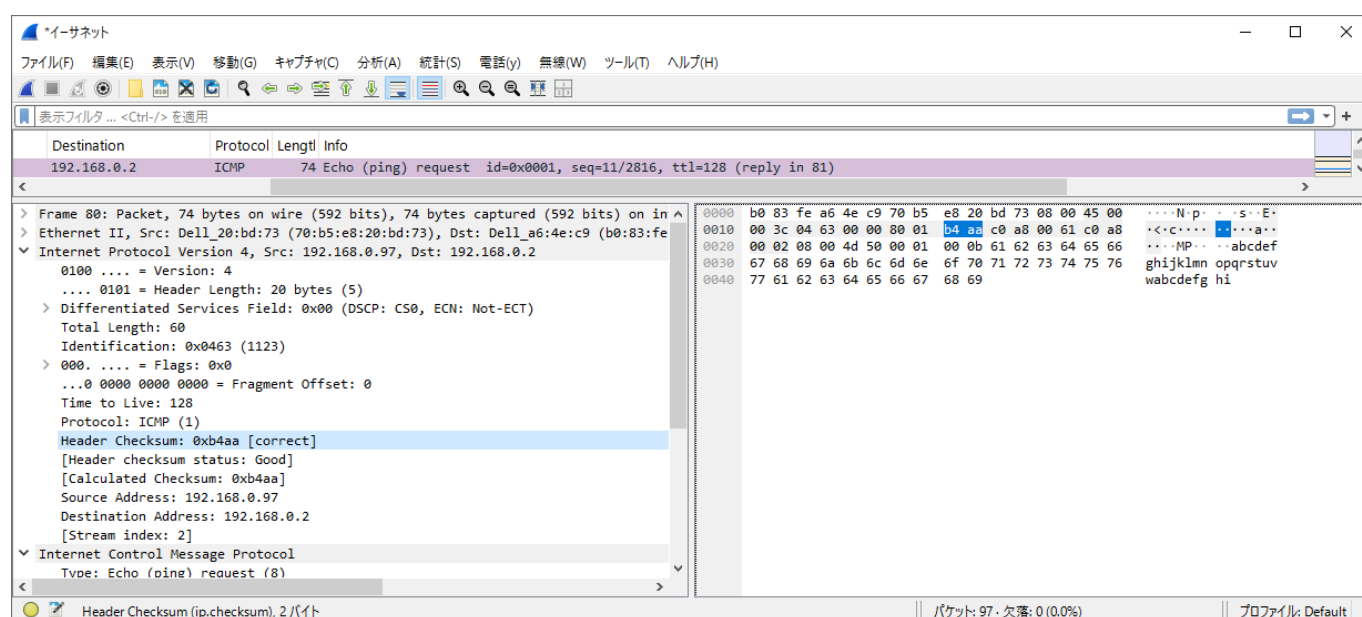 *イーサネット
ファイル(F) 編集(E) 表示(V) 移動(G) キャプチャ(C) 分析(A) 統計(S) 電話(y) 無線(W) ツール(T) ヘルプ(H)
表示フィルタ ... <Ctrl-/> を適用
Destination Protocol Lengtl Info
192.168.0.2 ICMP 74 Echo (ping) request id=0x0001, seq=11/2816, ttl=128 (reply in 81)
Frame 80: Packet, 74 bytes on wire (592 bits), 74 bytes captured (592 bits) on in
Ethernet II, Src: Dell_20:bd:73 (70:b5:e8:20:bd:73), Dst: Dell_a6:4e:c9 (b0:83:fe
Internet Protocol Version 4, Src: 192.168.0.97, Dst: 192.168.0.2
0100 .... = Version: 4
.... 0101 = Header Length: 20 bytes (5)
Differentiated Services Field: 0x00 (DSCP: CS0, ECN: Not-ECT)
Total Length: 60
Identification: 0x0463 (1123)
000. .... = Flags: 0x0
...0 0000 0000 0000 = Fragment Offset: 0
Time to Live: 128
Protocol: ICMP (1)
Header Checksum: 0xb4aa [correct]
[Header checksum status: Good]
[Calculated Checksum: 0xb4aa]
Source Address: 192.168.0.97
Destination Address: 192.168.0.2
[Stream index: 2]
Internet Control Message Protocol
Type: Echo (ping) request (8)
0000 b0 83 fe a6 4e c9 70 b5 e8 20 bd 73 08 00 45 00 ····N·p· · ·s··E·
0010 00 3c 04 63 00 00 80 01 b4 aa c0 a8 00 61 c0 a8 ·<·c···· ·····a··
0020 00 02 08 00 4d 50 00 01 00 0b 61 62 63 64 65 66 ····MP·· ··abcdef
0030 67 68 69 6a 6b 6c 6d 6e 6f 70 71 72 73 74 75 76 ghijklmn opqrstuv
0040 77 61 62 63 64 65 66 67 68 69 wabcdefg hi
Header Checksum (ip.checksum), 2 バイト パケット: 97 · 欠落: 0 (0.0%) プロファイル: Default